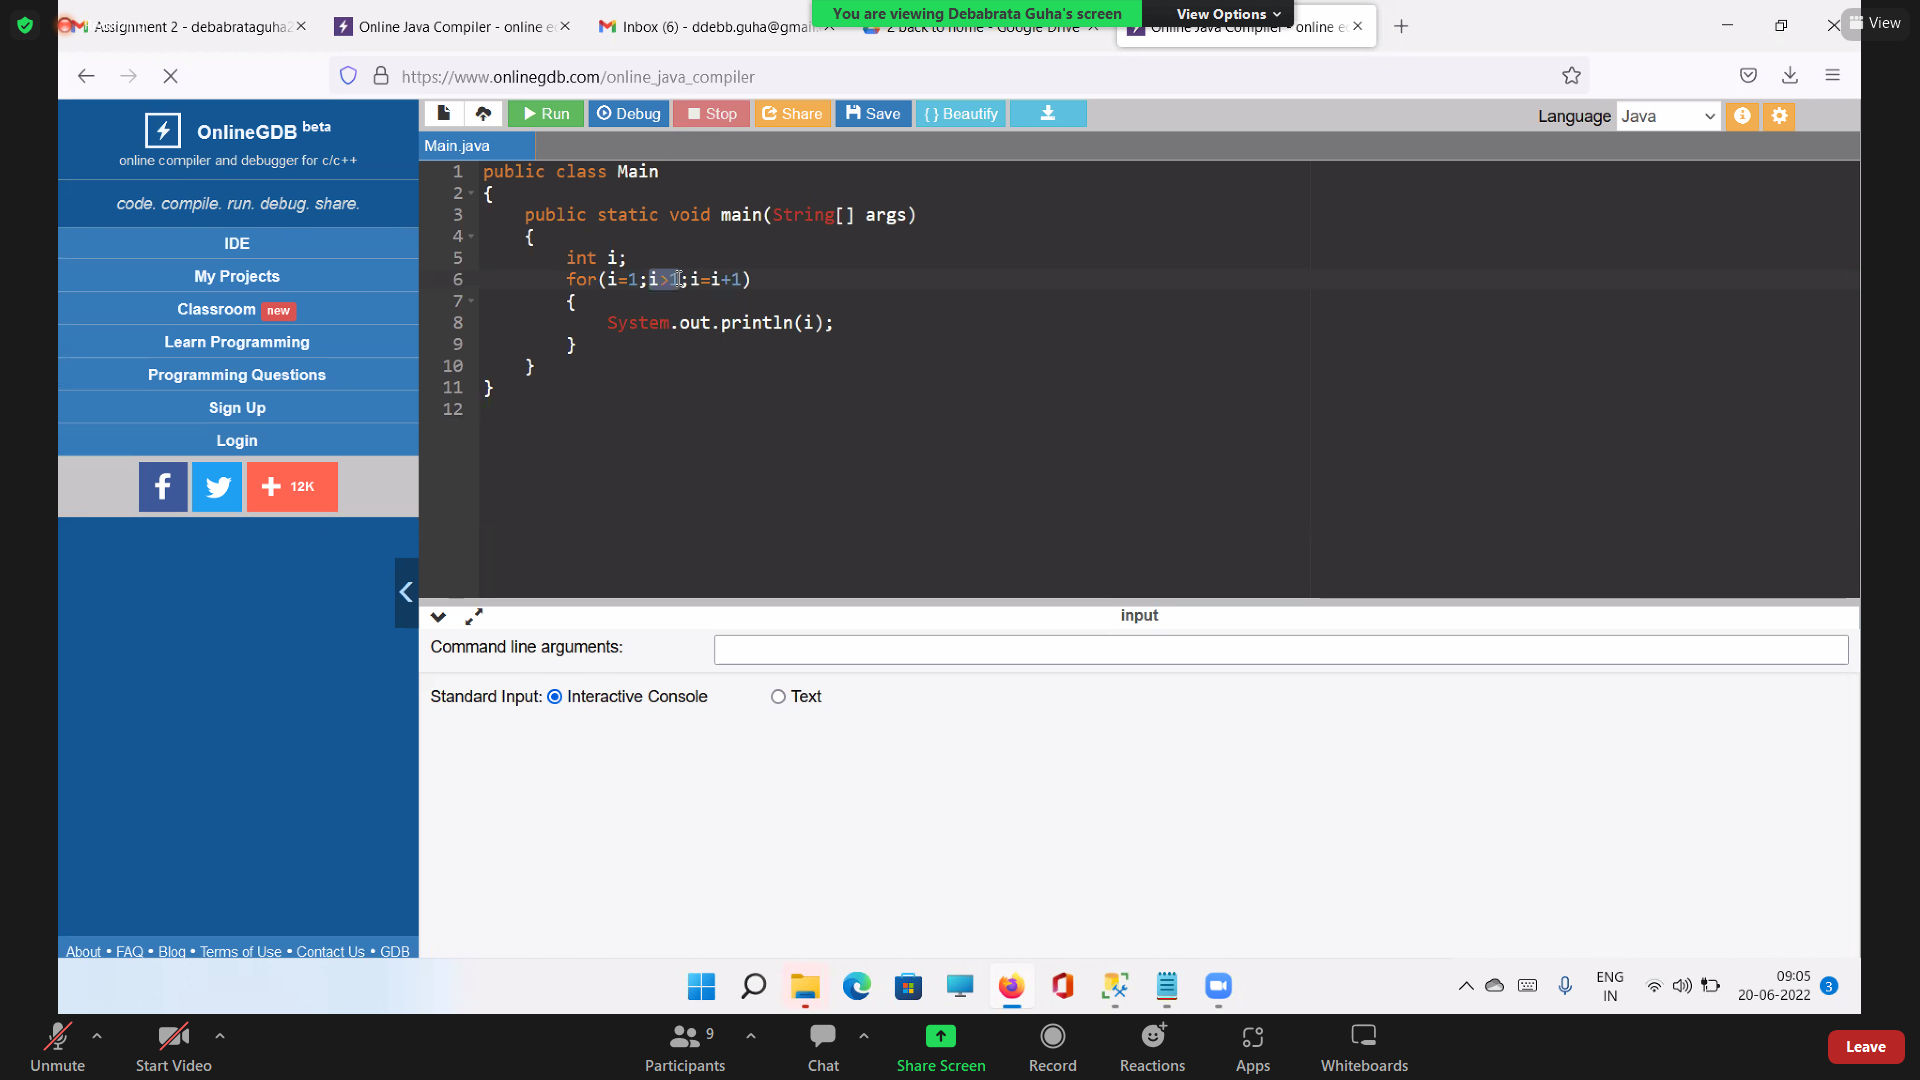 You are viewing Debabrata Guha's screen
View Options
View
Assignment 2 - debabrataguha2
Online Java Compiler - online e
Inbox (6) - ddebb.guha@gmai
2 back to home - Google Drive
Online Java Compiler - online e
https://www.onlinegdb.com/online_java_compiler
OnlineGDB beta
online compiler and debugger for c/c++
code. compile. run. debug. share.
IDE
My Projects
Classroom new
Learn Programming
Programming Questions
Sign Up
Login
12K
About • FAQ • Blog • Terms of Use • Contact Us • GDB
Run
Debug
Stop
Share
Save
{ } Beautify
Language Java
Main.java
1 public class Main
2 {
3 public static void main(String[] args)
4 {
5 int i;
6 for(i=1;i>1;i=i+1)
7 {
8 System.out.println(i);
9 }
10 }
11 }
12
input
Command line arguments:
Standard Input: Interactive Console Text
ENG
IN
09:05
20-06-2022
3
Unmute
Start Video
Participants 9
Chat
Share Screen
Record
Reactions
Apps
Whiteboards
Leave